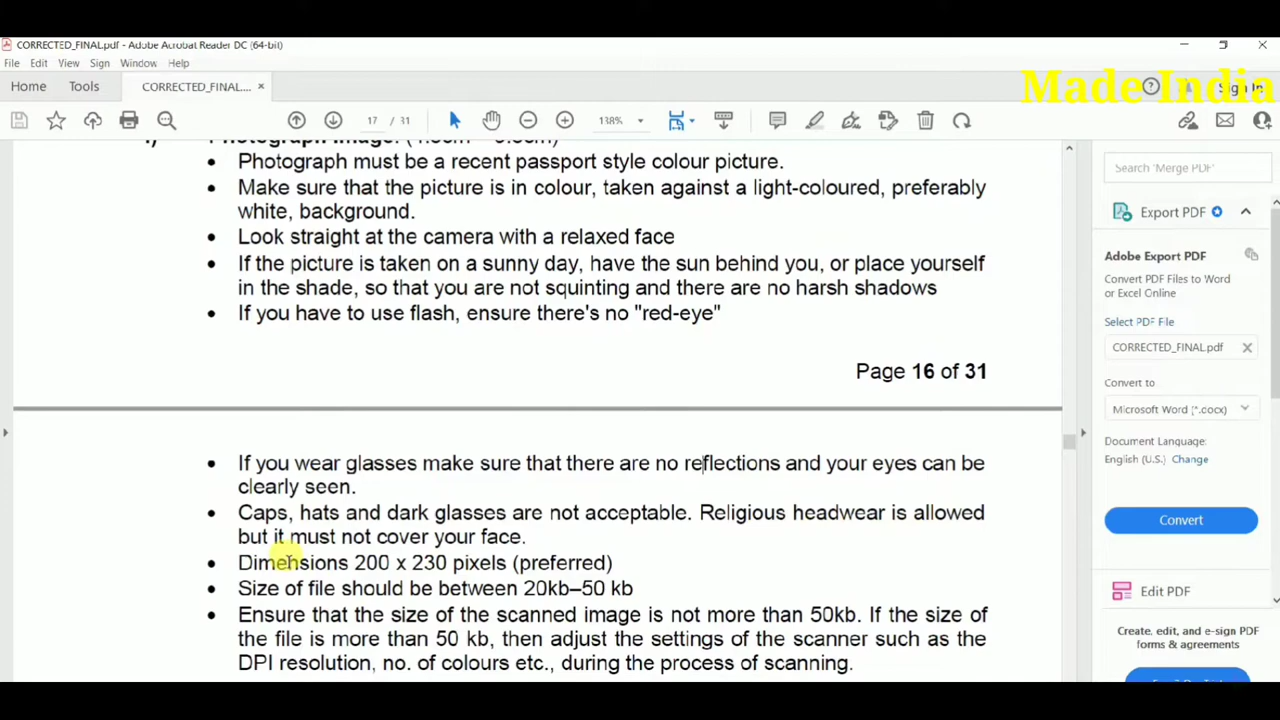 CORRECTED_FINAL.pdf - Adobe Acrobat Reader DC (64-bit)
File Edit View Sign Window Help
Made India
Home Tools CORRECTED_FINAL.... × Sign In
17 / 31 138%
Photograph Image:
• Photograph must be a recent passport style colour picture.
• Make sure that the picture is in colour, taken against a light-coloured, preferably
white, background.
• Look straight at the camera with a relaxed face
• If the picture is taken on a sunny day, have the sun behind you, or place yourself
in the shade, so that you are not squinting and there are no harsh shadows
• If you have to use flash, ensure there's no "red-eye"
Page 16 of 31
• If you wear glasses make sure that there are no reflections and your eyes can be
clearly seen.
• Caps, hats and dark glasses are not acceptable. Religious headwear is allowed
but it must not cover your face.
• Dimensions 200 x 230 pixels (preferred)
• Size of file should be between 20kb–50 kb
• Ensure that the size of the scanned image is not more than 50kb. If the size of
the file is more than 50 kb, then adjust the settings of the scanner such as the
DPI resolution, no. of colours etc., during the process of scanning.
Search 'Merge PDF'
Export PDF
Adobe Export PDF
Convert PDF Files to Word
or Excel Online
Select PDF File
CORRECTED_FINAL.pdf
Convert to
Microsoft Word (*.docx)
Document Language:
English (U.S.) Change
Convert
Edit PDF
Create, edit, and e-sign PDF
forms & agreements